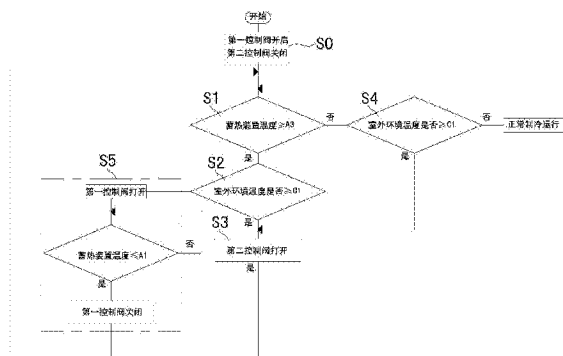 开始
第一控制阀开启
第二控制阀关闭
S0
S1
蓄热装置温度≥A3
否
S4
室外环境温度是否≥C1
否
正常制冷运行
是
是
S5
第一控制阀打开
S2
室外环境温度是否≥C1
是
S3
第二控制阀打开
是
蓄热装置温度≤A1
否
是
第一控制阀关闭